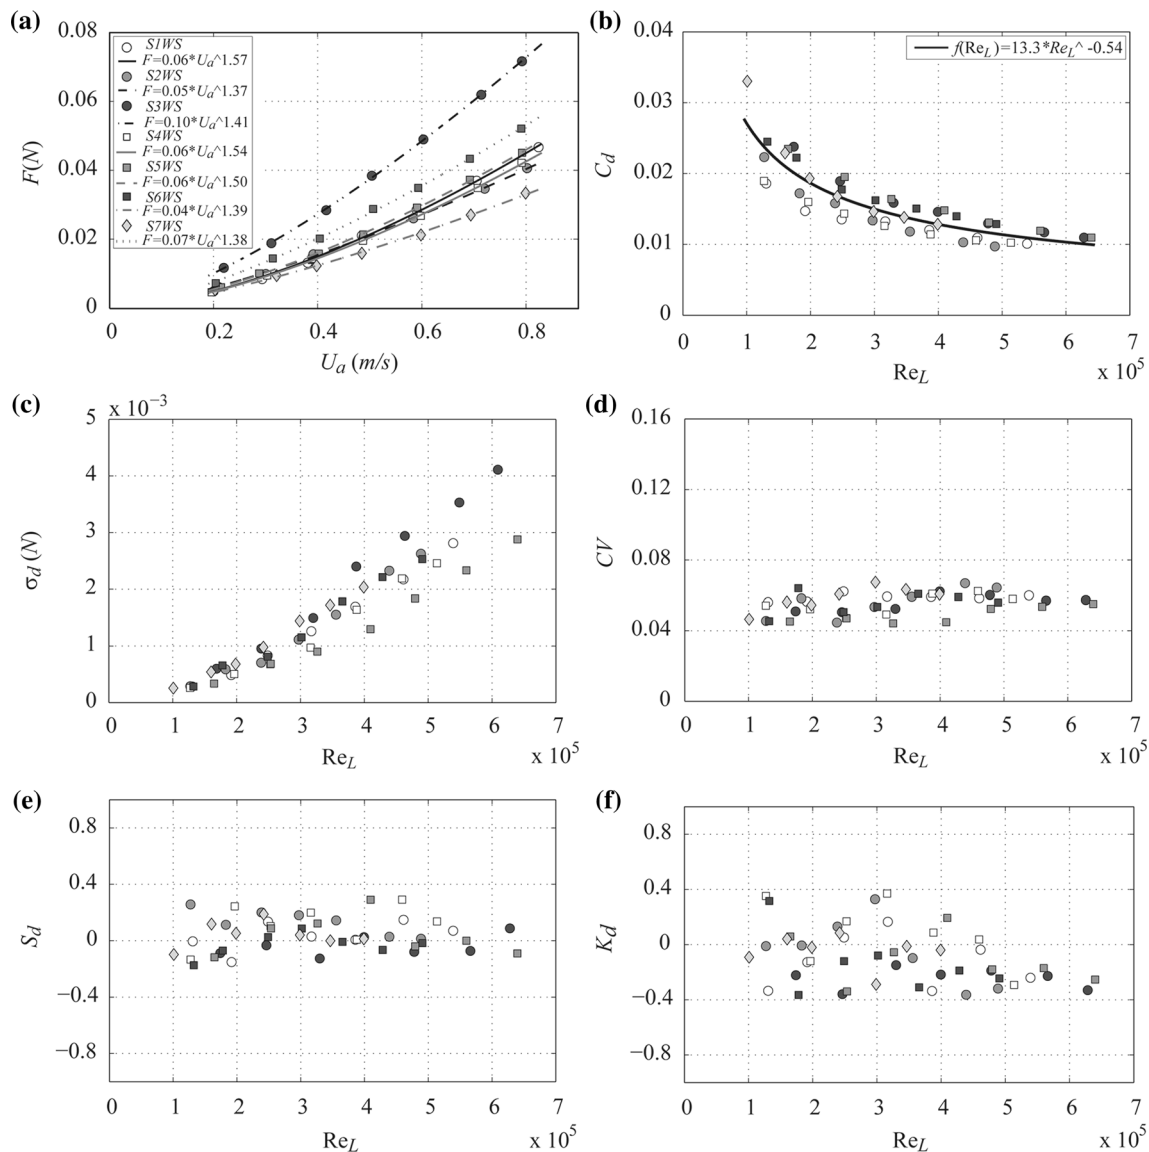 (a)
0.08
0.06
0.04
0.02
0
F(N)
S1WS
F=0.06*Ua^1.57
S2WS
F=0.05*Ua^1.37
S3WS
F=0.10*Ua^1.41
S4WS
F=0.06*Ua^1.54
S5WS
F=0.06*Ua^1.50
S6WS
F=0.04*Ua^1.39
S7WS
F=0.07*Ua^1.38
0 0.2 0.4 0.6 0.8
Ua (m/s)
(b)
0.04
0.03
0.02
0.01
0
Cd
f(ReL)=13.3*ReL^ -0.54
0 1 2 3 4 5 6 7
ReL
x 10^5
(c)
x 10^−3
5
4
3
2
1
0
σd (N)
0 1 2 3 4 5 6 7
ReL
x 10^5
(d)
0.16
0.12
0.08
0.04
0
CV
0 1 2 3 4 5 6 7
ReL
x 10^5
(e)
0.8
0.4
0
−0.4
−0.8
Sd
0 1 2 3 4 5 6 7
ReL
x 10^5
(f)
0.8
0.4
0
−0.4
−0.8
Kd
0 1 2 3 4 5 6 7
ReL
x 10^5